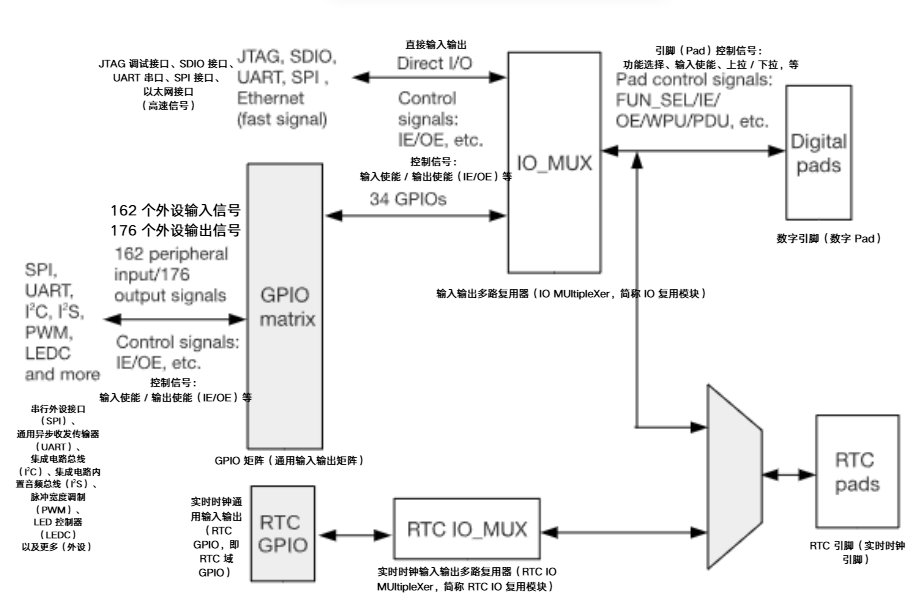 JTAG 调试接口、SDIO 接口、
UART 串口、SPI 接口、
以太网接口
（高速信号）
JTAG, SDIO,
UART, SPI ,
Ethernet
(fast signal)
直接输入输出
Direct I/O
Control
signals:
IE/OE, etc.
控制信号：
输入使能 / 输出使能（IE/OE）等
34 GPIOs
IO_MUX
输入输出多路复用器（IO MUltipleXer，简称 IO 复用模块）
引脚（Pad）控制信号：
功能选择、输入使能、上拉 / 下拉，等
Pad control signals:
FUN_SEL/IE/
OE/WPU/PDU, etc.
Digital
pads
数字引脚（数字 Pad）
162 个外设输入信号
176 个外设输出信号
162 peripheral
input/176
output signals
Control signals:
IE/OE, etc.
控制信号：
输入使能 / 输出使能（IE/OE）等
SPI,
UART,
I²C, I²S,
PWM,
LEDC
and more
串行外设接口
（SPI）、
通用异步收发传输器
（UART）、
集成电路总线
（I²C）、集成电路内
置音频总线（I²S）、
脉冲宽度调制
（PWM）、
LED 控制器
（LEDC）
以及更多（外设）
GPIO
matrix
GPIO 矩阵（通用输入输出矩阵）
实时时钟通
用输入输出
（RTC
GPIO，即
RTC 域
GPIO）
RTC
GPIO
RTC IO_MUX
实时时钟输入输出多路复用器（RTC IO
MUltipleXer，简称 RTC IO 复用模块）
RTC
pads
RTC 引脚（实时时钟
引脚）